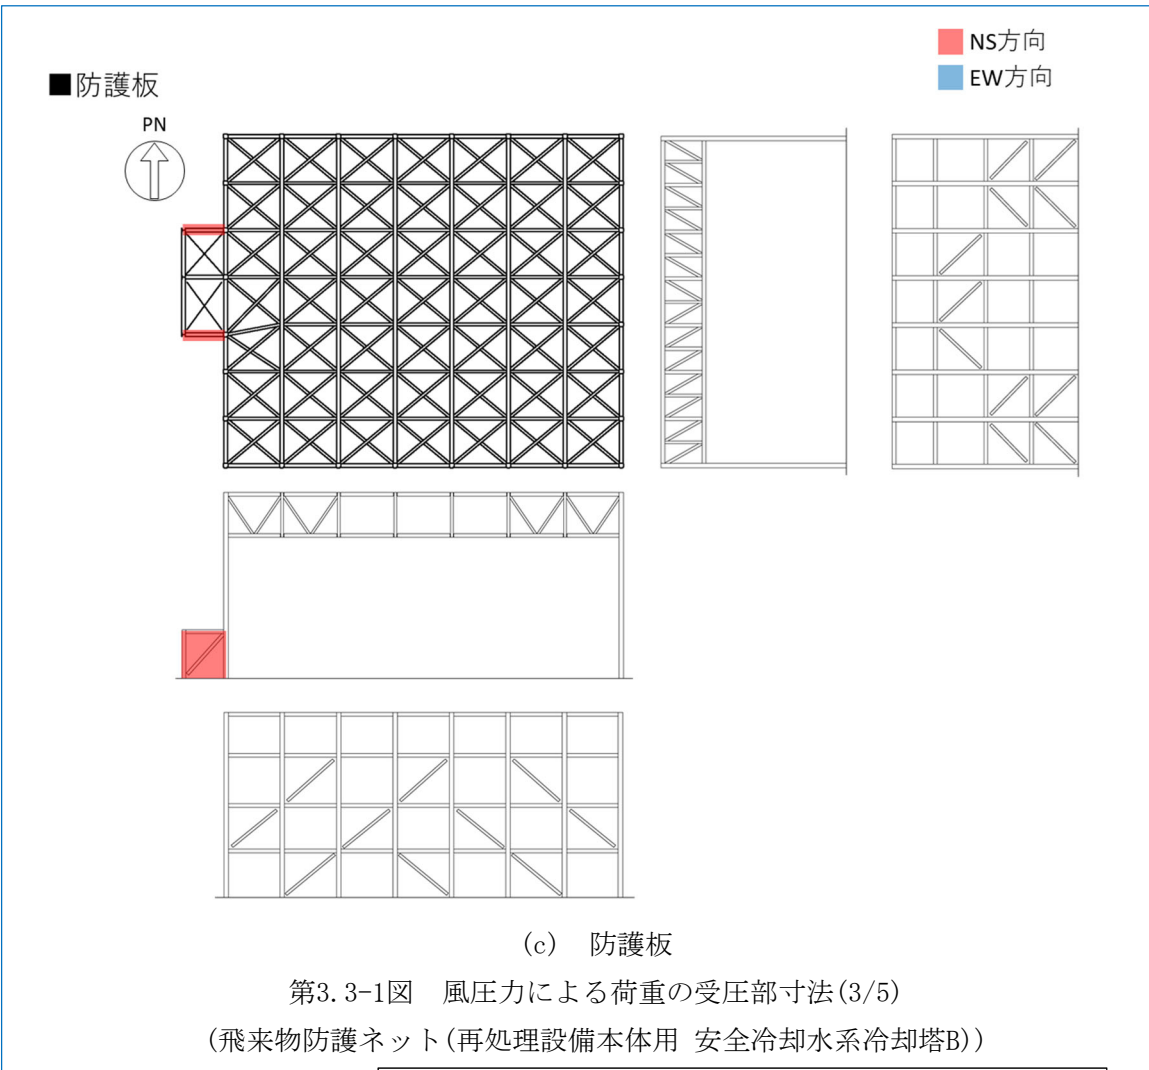 NS方向
EW方向
■防護板
PN
(c) 防護板
第3.3-1図 風圧力による荷重の受圧部寸法(3/5)
(飛来物防護ネット(再処理設備本体用 安全冷却水系冷却塔B))